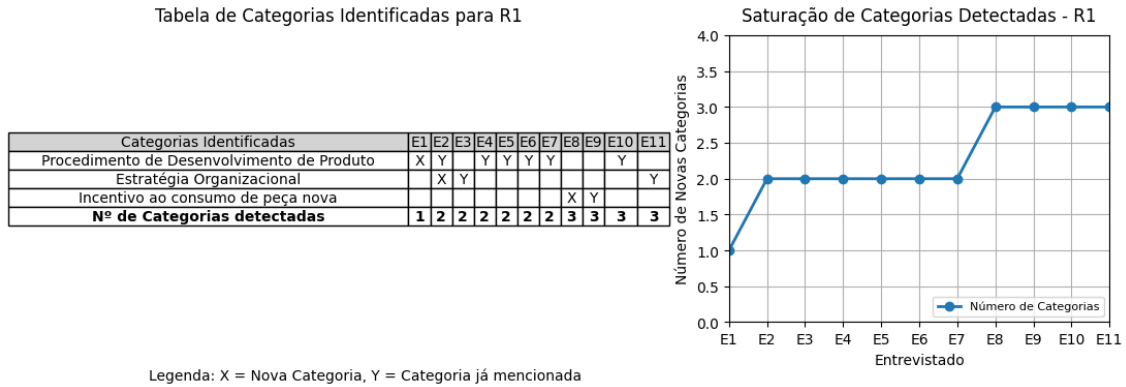 Tabela de Categorias Identificadas para R1
Categorias Identificadas E1 E2 E3 E4 E5 E6 E7 E8 E9 E10 E11
Procedimento de Desenvolvimento de Produto X Y Y Y Y Y Y
Estratégia Organizacional X Y Y
Incentivo ao consumo de peça nova X Y
Nº de Categorias detectadas 1 2 2 2 2 2 2 3 3 3 3
Legenda: X = Nova Categoria, Y = Categoria já mencionada
Saturação de Categorias Detectadas - R1
Número de Novas Categorias
4.0
3.5
3.0
2.5
2.0
1.5
1.0
0.5
0.0
Número de Categorias
E1 E2 E3 E4 E5 E6 E7 E8 E9 E10 E11
Entrevistado